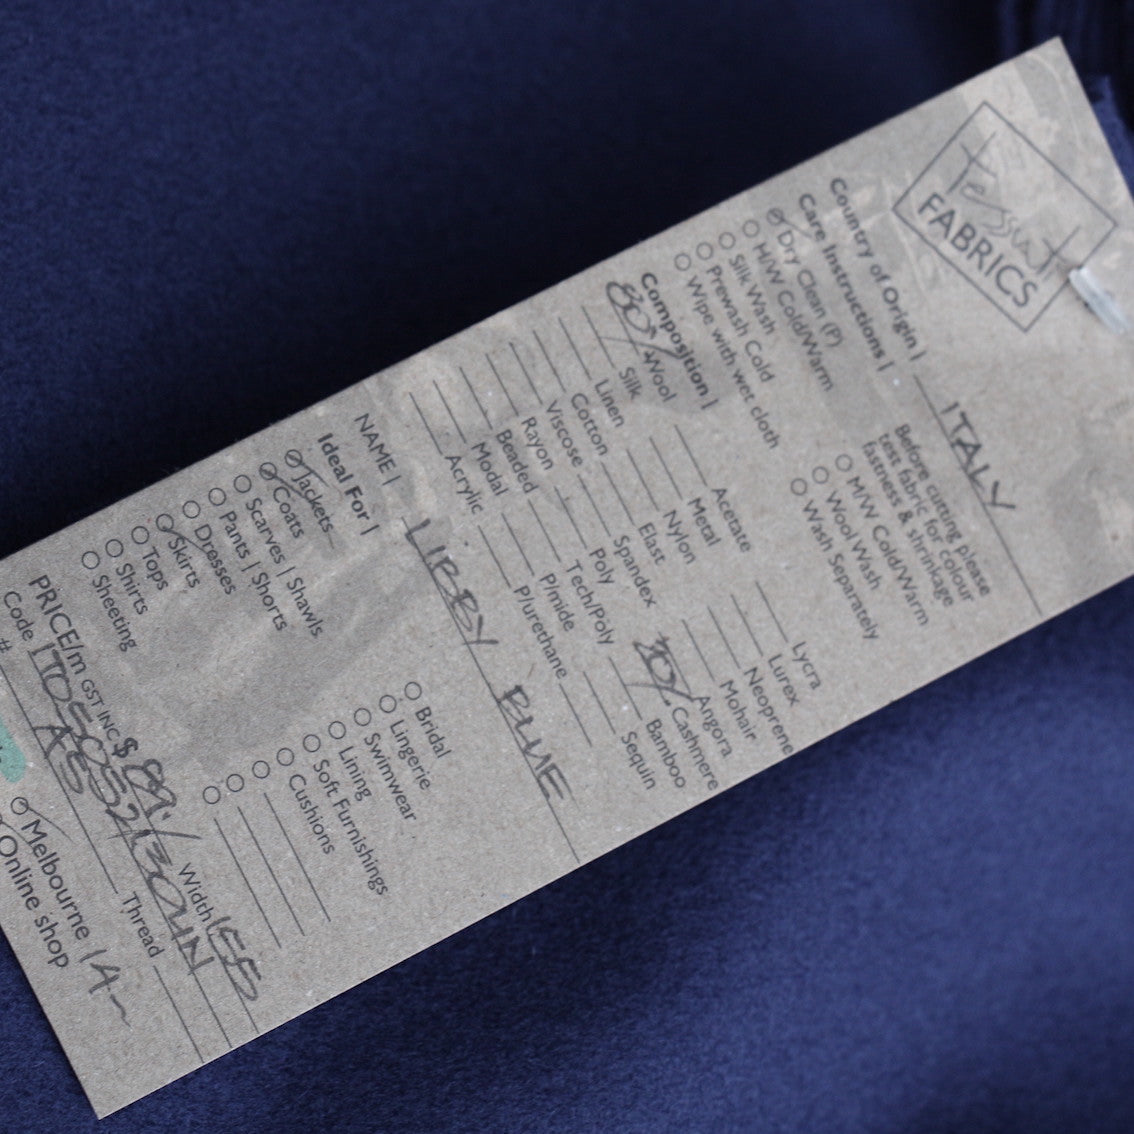 tessuti
FABRICS
Country of Origin | ITALY
Care Instructions |
Dry Clean (P)
H/W Cold/Warm
Silk Wash
Prewash Cold
Wipe with wet cloth
Before cutting please
test fabric for colour
fastness & shrinkage
M/W Cold/Warm
Wool Wash
Wash Separately
Composition |
80% Wool
Silk
Linen
Cotton
Viscose
Rayon
Beaded
Modal
Acrylic
Acetate
Metal
Nylon
Elast
Spandex
Poly
Tech/Poly
P/mide
P/urethane
Lycra
Lurex
Neoprene
Mohair
Angora
Cashmere
Bamboo
Sequin
NAME | LIBBY BLUE
Ideal For |
Jackets
Coats
Scarves | Shawls
Pants | Shorts
Dresses
Skirts
Tops
Shirts
Sheeting
Bridal
Lingerie
Swimwear
Lining
Soft Furnishings
Cushions
PRICE/m GST INC $89./ Width 155
Code |
#
Thread
Melbourne 14
Online shop